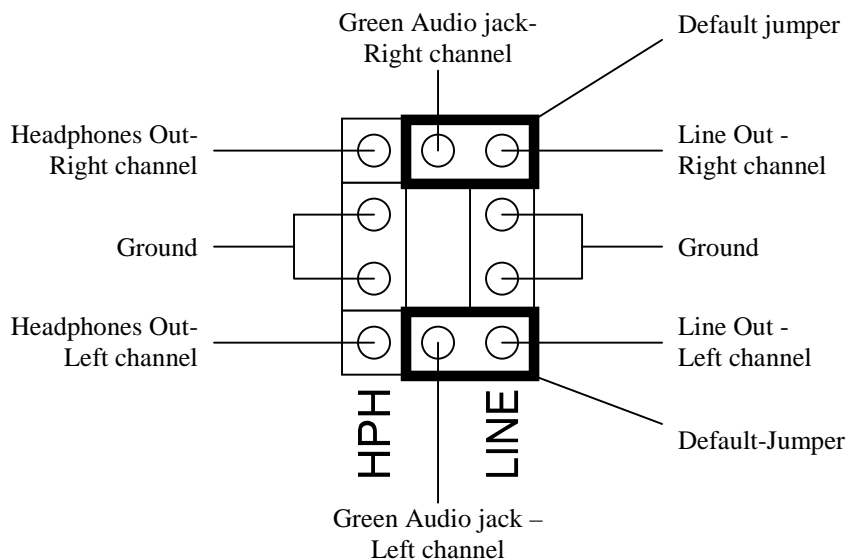 Green Audio jack-
Right channel
Default jumper
Headphones Out-
Right channel
Line Out -
Right channel
Ground
Ground
Headphones Out-
Left channel
Line Out -
Left channel
HPH
LINE
Default-Jumper
Green Audio jack –
Left channel